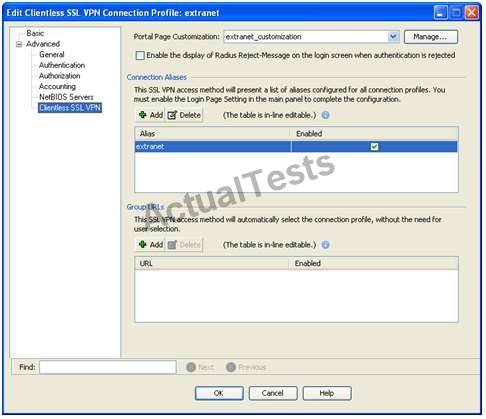 Edit Clientless SSL VPN Connection Profile: extranet
Basic
Advanced
General
Authentication
Authorization
Accounting
NetBIOS Servers
Clientless SSL VPN
Portal Page Customization: extranet_customization Manage...
Enable the display of Radius Reject-Message on the login screen when authentication is rejected
Connection Aliases
This SSL VPN access method will present a list of aliases configured for all connection profiles. You
must enable the Login Page Setting in the main panel to complete the configuration.
Add Delete (The table is in-line editable.)
Alias Enabled
extranet
ActualTests
Group URLs
This SSL VPN access method will automatically select the connection profile, without the need for
user selection.
Add Delete (The table is in-line editable.)
URL Enabled
Find: Next Previous
OK Cancel Help